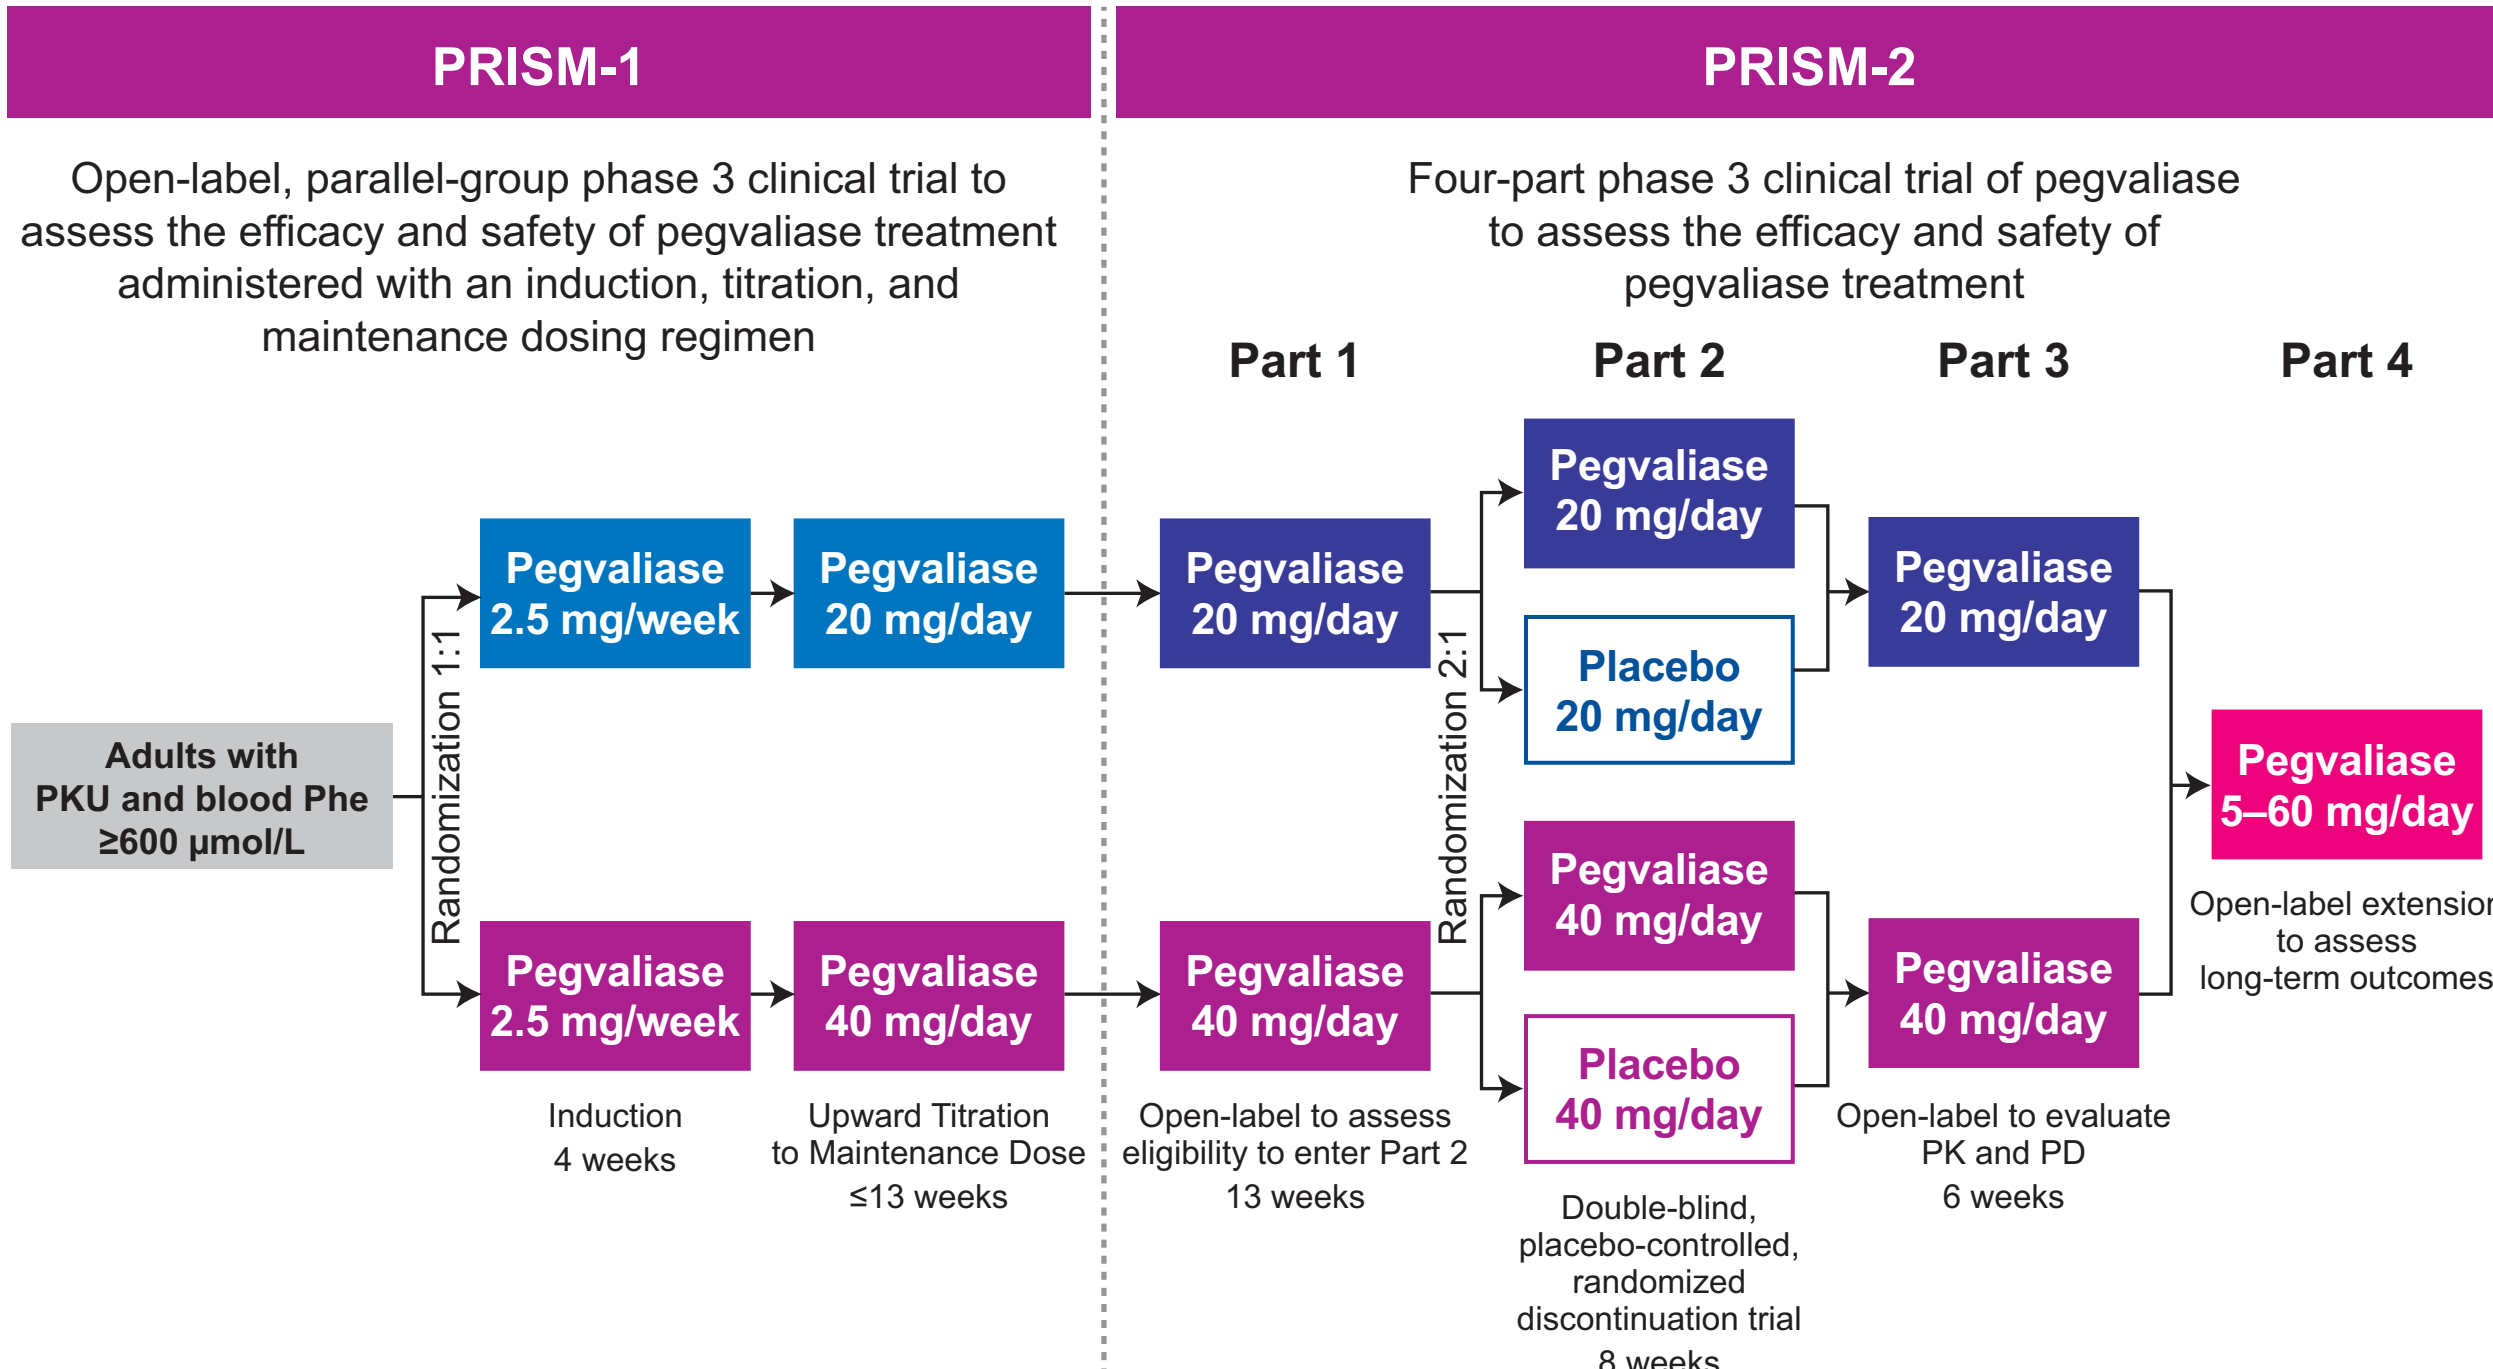 PRISM-1
Open-label, parallel-group phase 3 clinical trial to
assess the efficacy and safety of pegvaliase treatment
administered with an induction, titration, and
maintenance dosing regimen
Adults with
PKU and blood Phe
≥600 µmol/L
Randomization 1:1
Pegvaliase
2.5 mg/week
Pegvaliase
20 mg/day
Pegvaliase
2.5 mg/week
Pegvaliase
40 mg/day
Induction
4 weeks
Upward Titration
to Maintenance Dose
≤13 weeks
PRISM-2
Four-part phase 3 clinical trial of pegvaliase
to assess the efficacy and safety of
pegvaliase treatment
Part 1
Pegvaliase
20 mg/day
Pegvaliase
40 mg/day
Open-label to assess
eligibility to enter Part 2
13 weeks
Randomization 2:1
Part 2
Pegvaliase
20 mg/day
Placebo
20 mg/day
Pegvaliase
40 mg/day
Placebo
40 mg/day
Double-blind,
placebo-controlled,
randomized
discontinuation trial
8 weeks
Part 3
Pegvaliase
20 mg/day
Pegvaliase
40 mg/day
Open-label to evaluate
PK and PD
6 weeks
Part 4
Pegvaliase
5–60 mg/day
Open-label extension
to assess
long-term outcomes